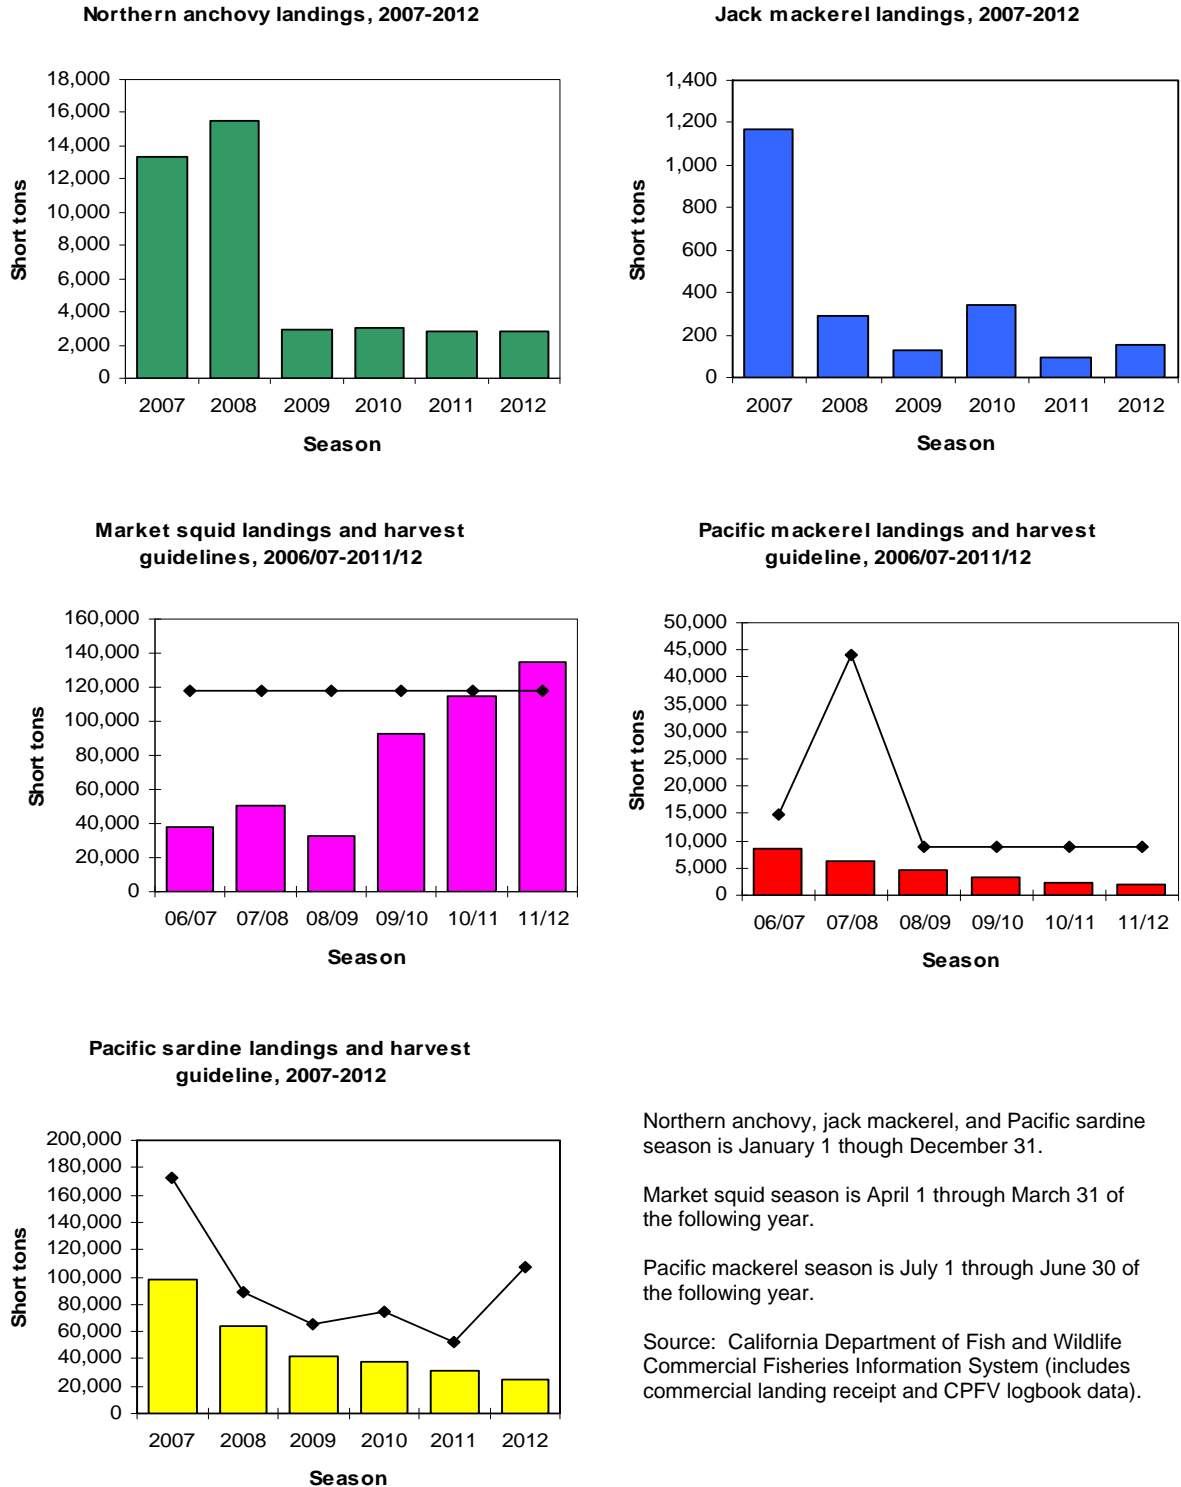 Northern anchovy landings, 2007-2012
18,000
16,000
14,000
12,000
10,000
8,000
6,000
4,000
2,000
0
Short tons
2007 2008 2009 2010 2011 2012
Season
Jack mackerel landings, 2007-2012
1,400
1,200
1,000
800
600
400
200
0
Short tons
2007 2008 2009 2010 2011 2012
Season
Market squid landings and harvest
guidelines, 2006/07-2011/12
160,000
140,000
120,000
100,000
80,000
60,000
40,000
20,000
0
Short tons
06/07 07/08 08/09 09/10 10/11 11/12
Season
Pacific mackerel landings and harvest
guideline, 2006/07-2011/12
50,000
45,000
40,000
35,000
30,000
25,000
20,000
15,000
10,000
5,000
0
Short tons
06/07 07/08 08/09 09/10 10/11 11/12
Season
Pacific sardine landings and harvest
guideline, 2007-2012
200,000
180,000
160,000
140,000
120,000
100,000
80,000
60,000
40,000
20,000
0
Short tons
2007 2008 2009 2010 2011 2012
Season
Northern anchovy, jack mackerel, and Pacific sardine
season is January 1 though December 31.
Market squid season is April 1 through March 31 of
the following year.
Pacific mackerel season is July 1 through June 30 of
the following year.
Source: California Department of Fish and Wildlife
Commercial Fisheries Information System (includes
commercial landing receipt and CPFV logbook data).